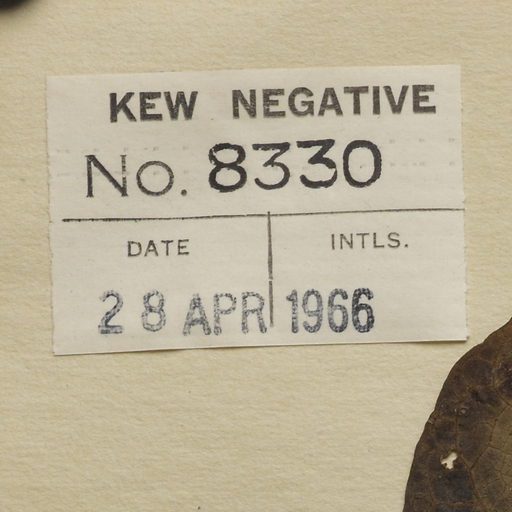 KEW NEGATIVE
No. 8330
DATE INTLS.
28 APR 1966